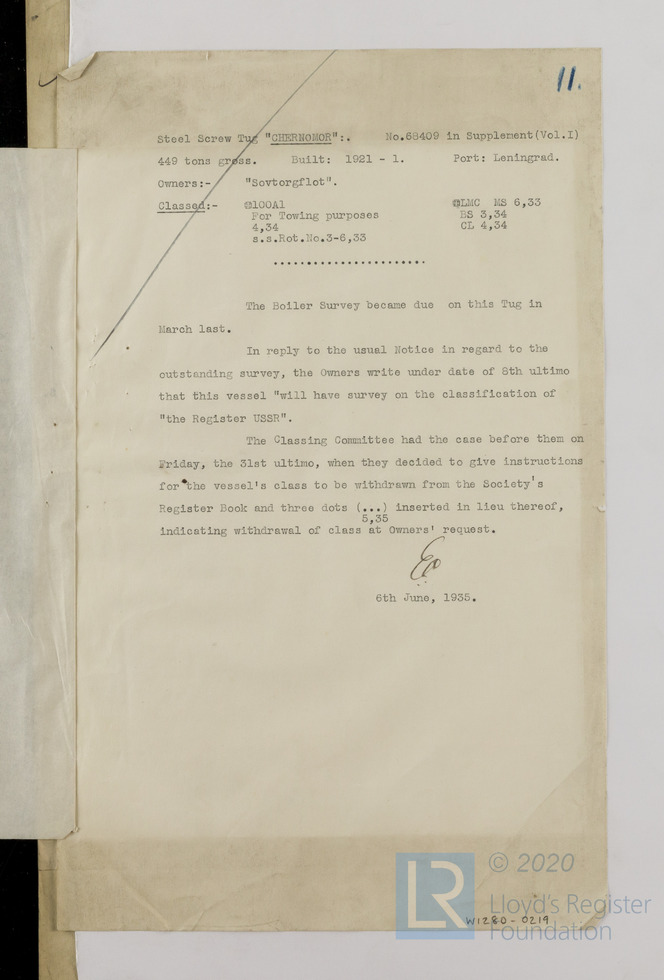 11.
Steel Screw Tug "CHERNOMOR":. No.68409 in Supplement(Vol.I)
449 tons gross. Built: 1921 - 1. Port: Leningrad.
Owners:- "Sovtorgflot".
Classed:- @100A1 @LMC MS 6,33
For Towing purposes BS 3,34
4,34 CL 4,34
s.s.Rot.No.3-6,33
........................
The Boiler Survey became due on this Tug in
March last.
In reply to the usual Notice in regard to the
outstanding survey, the Owners write under date of 8th ultimo
that this vessel "will have survey on the classification of
"the Register USSR".
The Classing Committee had the case before them on
Friday, the 31st ultimo, when they decided to give instructions
for the vessel's class to be withdrawn from the Society's
Register Book and three dots (...) inserted in lieu thereof,
5,35
indicating withdrawal of class at Owners' request.
6th June, 1935.
© 2020
LR
Lloyd's Register
Foundation
W1280-0219